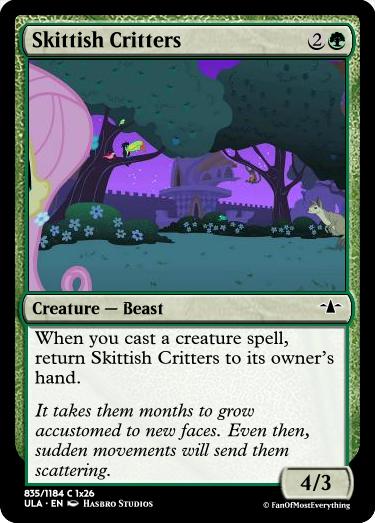 Skittish Critters 2
Creature — Beast
When you cast a creature spell,
return Skittish Critters to its owner's
hand.
It takes them months to grow
accustomed to new faces. Even then,
sudden movements will send them
scattering.
4/3
835/1184 C 1x26
ULA · EN Hasbro Studios
© FanOfMostEverything